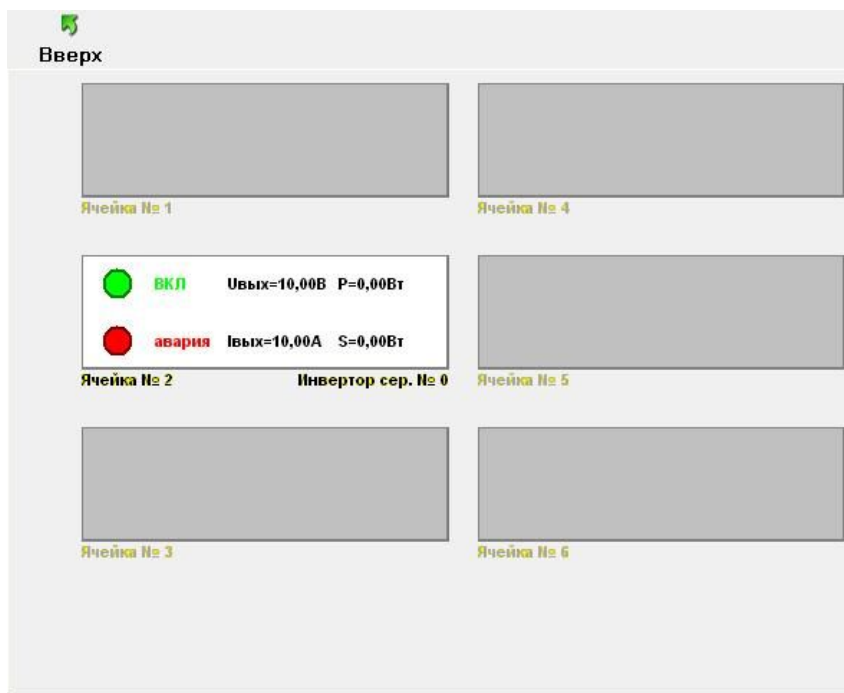 Вверх
Ячейка № 1
Ячейка № 4
ВКЛ Uвых=10,00В P=0,00Вт
авария Iвых=10,00А S=0,00Вт
Ячейка № 2 Инвертор сер. № 0
Ячейка № 5
Ячейка № 3
Ячейка № 6